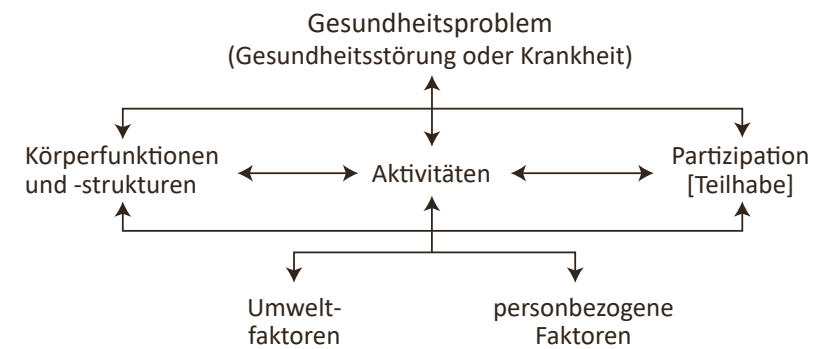 Gesundheitsproblem
(Gesundheitsstörung oder Krankheit)
Körperfunktionen
und -strukturen
Aktivitäten
Partizipation
[Teilhabe]
Umwelt-
faktoren
personbezogene
Faktoren